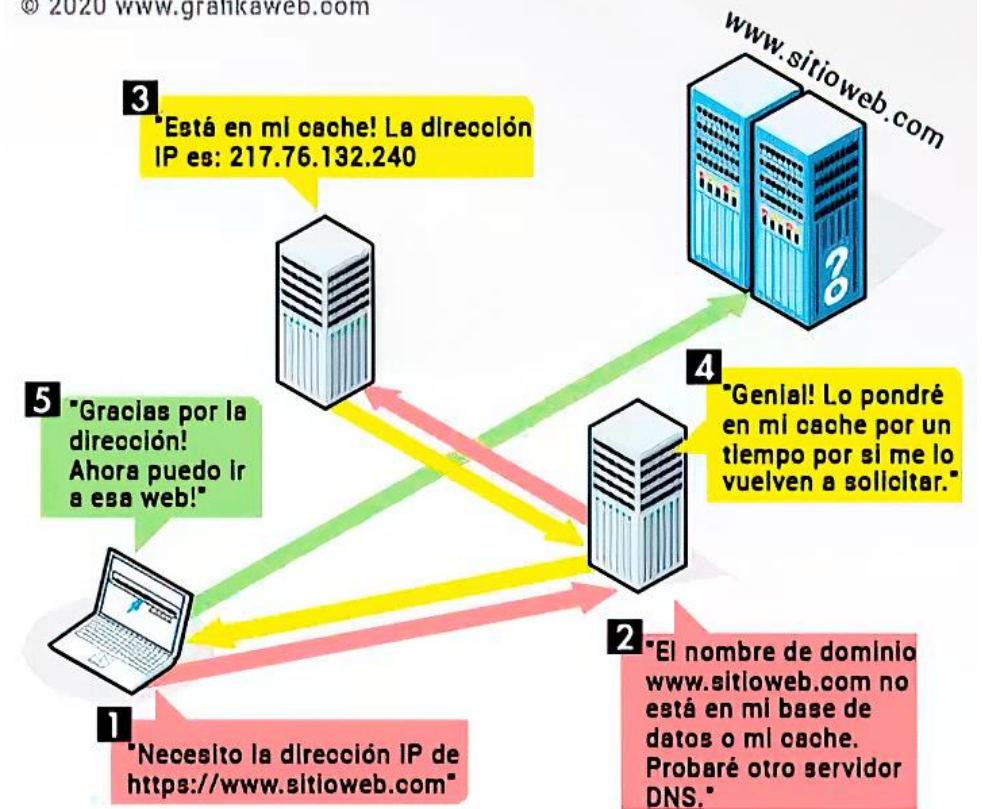 © 2020 www.grafikaweb.com
www.sitioweb.com
3
"Está en mi cache! La dirección
IP es: 217.76.132.240
5
"Gracias por la
dirección!
Ahora puedo ir
a esa web!"
4
"Genial! Lo pondré
en mi cache por un
tiempo por si me lo
vuelven a solicitar."
1
"Necesito la dirección IP de
https://www.sitioweb.com"
2
"El nombre de dominio
www.sitioweb.com no
está en mi base de
datos o mi cache.
Probaré otro servidor
DNS."
?